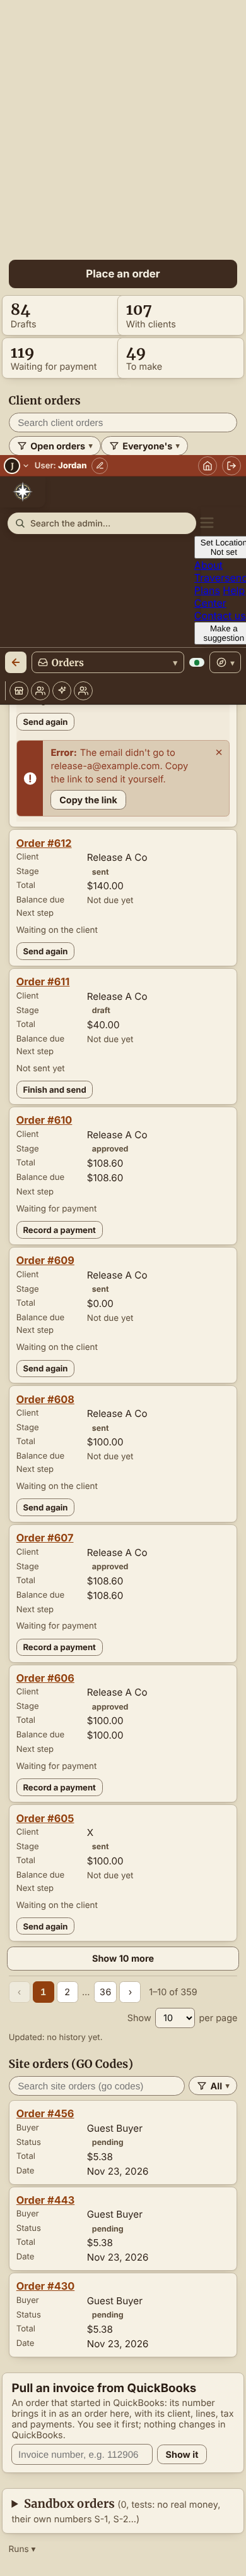 Place an order
84
Drafts
107
With clients
119
Waiting for payment
49
To make
Client orders
Search client orders
Open orders ▾
Everyone's ▾
J
User: Jordan
Search the admin...
Set Location
Not set
About
Plans Help
Center
Contact us
Make a
suggestion
Orders
Send again
Error: The email didn't go to
release-a@example.com. Copy
the link to send it yourself.
Copy the link
Order #612
Client Release A Co
Stage sent
Total $140.00
Balance due Not due yet
Next step
Waiting on the client
Send again
Order #611
Client Release A Co
Stage draft
Total $40.00
Balance due Not due yet
Next step
Not sent yet
Finish and send
Order #610
Client Release A Co
Stage approved
Total $108.60
Balance due $108.60
Next step
Waiting for payment
Record a payment
Order #609
Client Release A Co
Stage sent
Total $0.00
Balance due Not due yet
Next step
Waiting on the client
Send again
Order #608
Client Release A Co
Stage sent
Total $100.00
Balance due Not due yet
Next step
Waiting on the client
Send again
Order #607
Client Release A Co
Stage approved
Total $108.60
Balance due $108.60
Next step
Waiting for payment
Record a payment
Order #606
Client Release A Co
Stage approved
Total $100.00
Balance due $100.00
Next step
Waiting for payment
Record a payment
Order #605
Client X
Stage sent
Total $100.00
Balance due Not due yet
Next step
Waiting on the client
Send again
Show 10 more
‹ 1 2 ... 36 › 1–10 of 359
Show 10 per page
Updated: no history yet.
Site orders (GO Codes)
Search site orders (go codes)
All ▾
Order #456
Buyer Guest Buyer
Status pending
Total $5.38
Date Nov 23, 2026
Order #443
Buyer Guest Buyer
Status pending
Total $5.38
Date Nov 23, 2026
Order #430
Buyer Guest Buyer
Status pending
Total $5.38
Date Nov 23, 2026
Pull an invoice from QuickBooks
An order that started in QuickBooks: its number
brings it in as an order here, with its client, lines, tax
and payments. You see it first; nothing changes in
QuickBooks.
Invoice number, e.g. 112906
Show it
▶ Sandbox orders (0, tests: no real money,
their own numbers S-1, S-2...)
Runs ▾